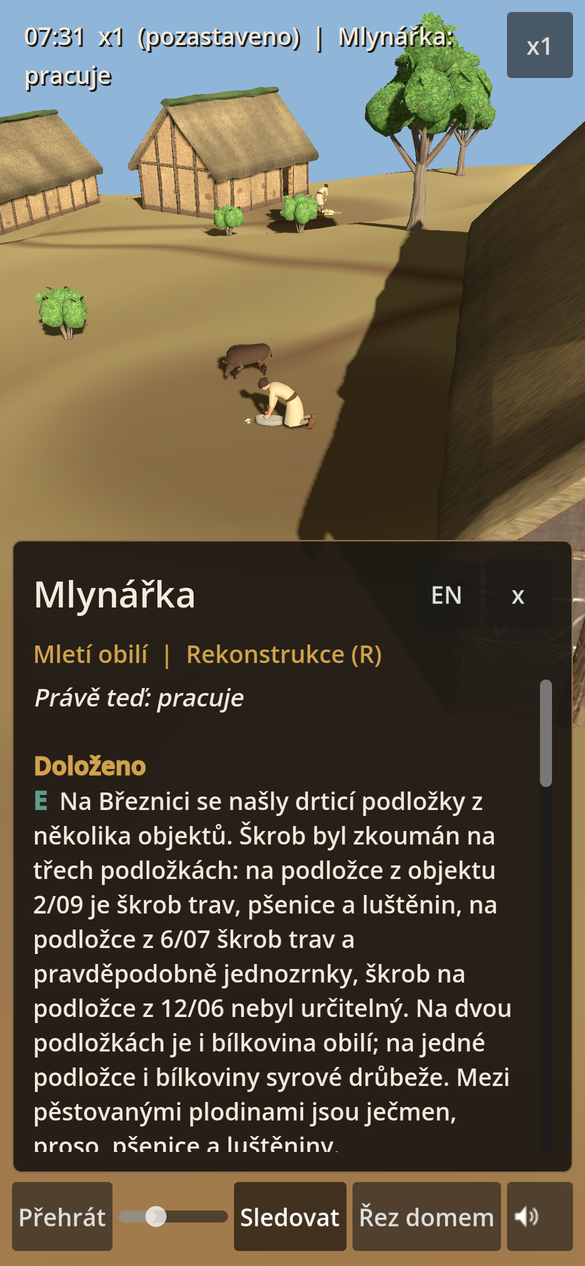 07:31 x1 (pozastaveno) | Mlynářka:
pracuje
x1
Mlynářka
EN
x
Mletí obilí | Rekonstrukce (R)
Právě teď: pracuje
Doloženo
E Na Březnici se našly drticí podložky z
několika objektů. Škrob byl zkoumán na
třech podložkách: na podložce z objektu
2/09 je škrob trav, pšenice a luštěnin, na
podložce z 6/07 škrob trav a
pravděpodobně jednozrnky, škrob na
podložce z 12/06 nebyl určitelný. Na dvou
podložkách je i bílkovina obilí; na jedné
podložce i bílkoviny syrové drůbeže. Mezi
pěstovanými plodinami jsou ječmen,
proso, pšenice a luštěniny.
Přehrát
Sledovat
Řez domem